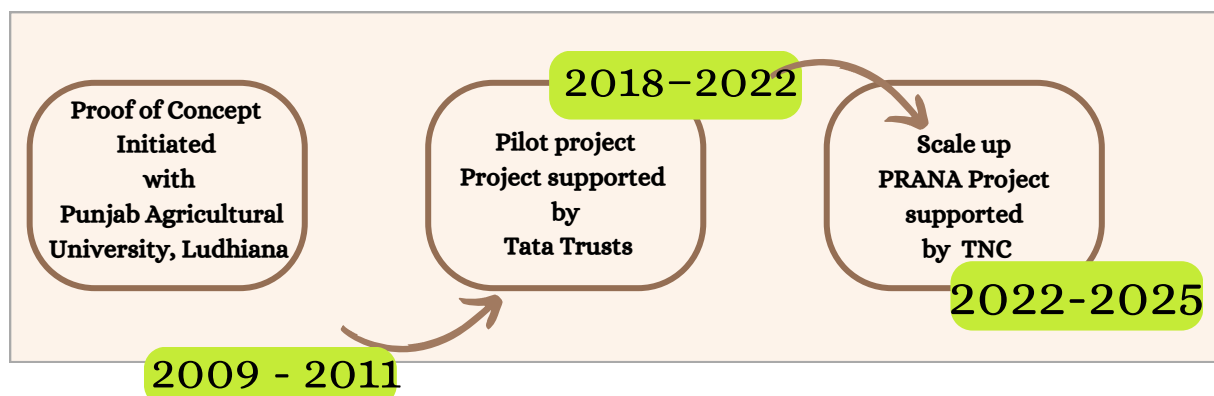 Proof of Concept
Initiated
with
Punjab Agricultural
University, Ludhiana
2009 - 2011
2018–2022
Pilot project
Project supported
by
Tata Trusts
Scale up
PRANA Project
supported
by TNC
2022-2025